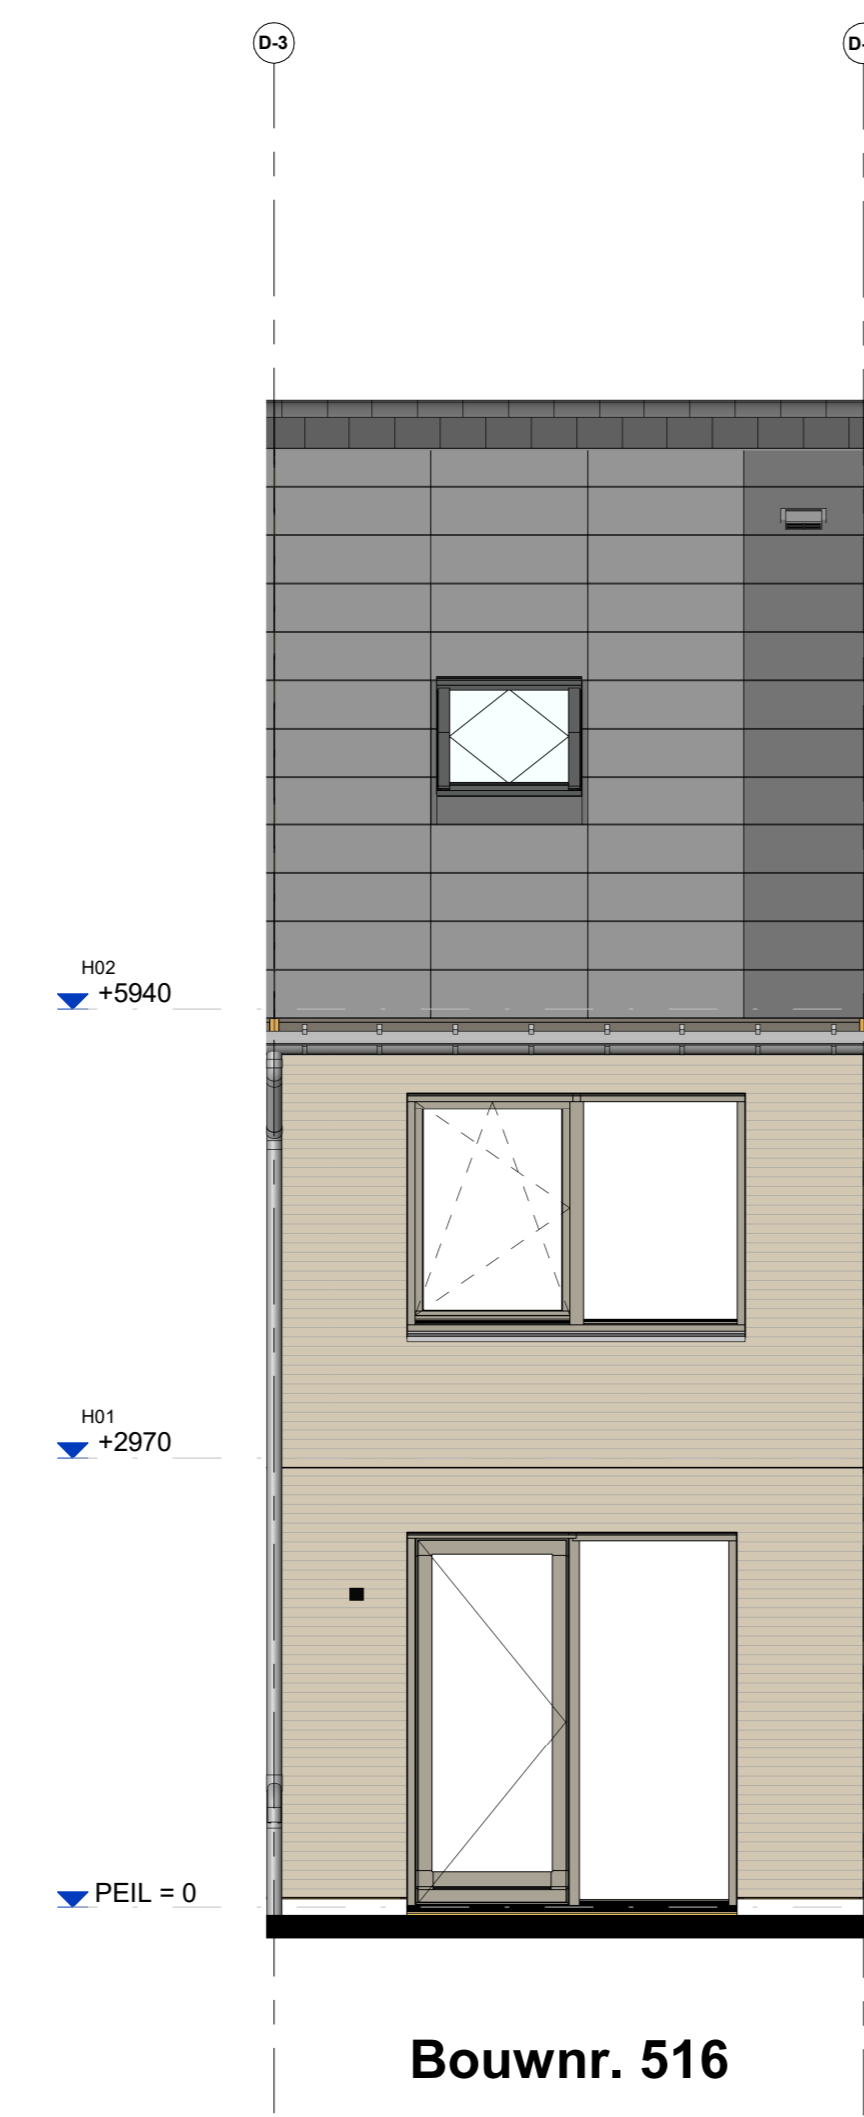 D-3
D-
H02
+5940
H01
+2970
PEIL = 0
Bouwnr. 516